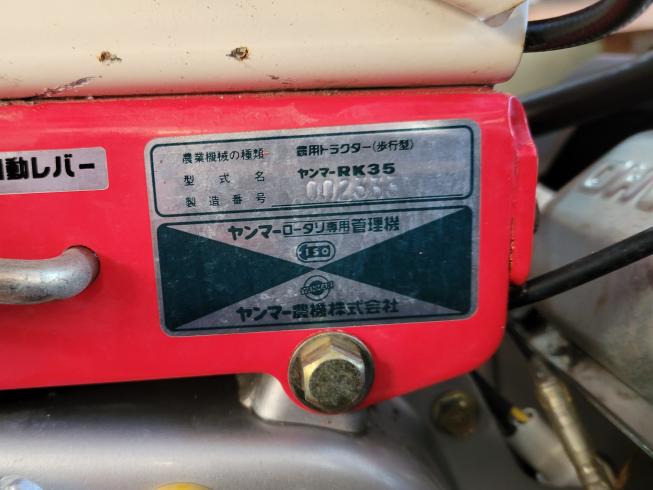 動レバー
農業機械の種類 農用トラクター(歩行型)
型式名 ヤンマーRK35
製造番号
ヤンマーロータリ専用管理機
ISO
YANMAR
ヤンマー農機株式会社